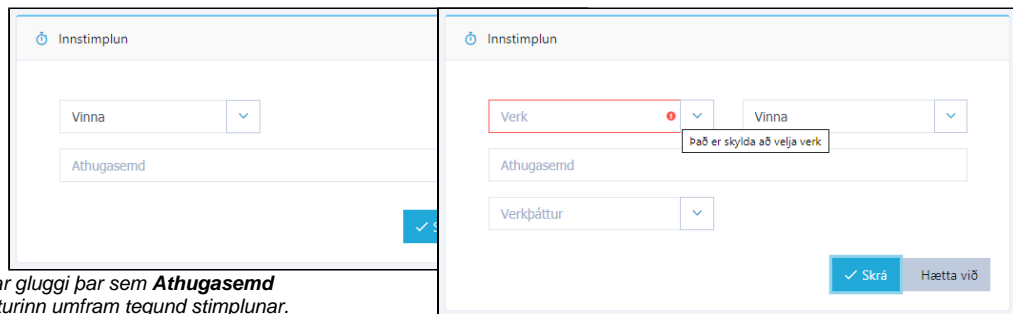 Innstimplun
Vinna
Athugasemd
gluggi þar sem Athugasemd
umfram tegund stimplunar.
Innstimplun
Verk
Vinna
Það er skylda að velja verk
Athugasemd
Verkþáttur
Skrá
Hætta við